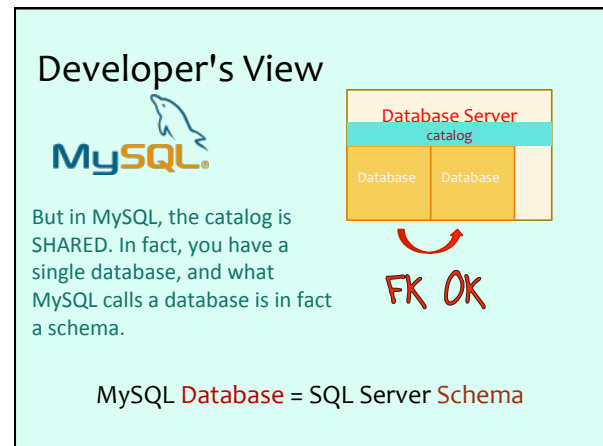 Developer's View
MySQL®
Database Server
catalog
Database Database
But in MySQL, the catalog is
SHARED. In fact, you have a
single database, and what
MySQL calls a database is in fact
a schema.
FK OK
MySQL Database = SQL Server Schema